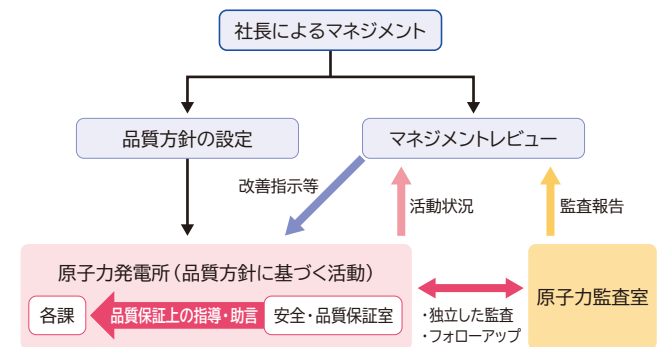 社長によるマネジメント
品質方針の設定
マネジメントレビュー
改善指示等
活動状況
監査報告
原子力発電所(品質方針に基づく活動)
各課
品質保証上の指導・助言
安全・品質保証室
・独立した監査
・フォローアップ
原子力監査室